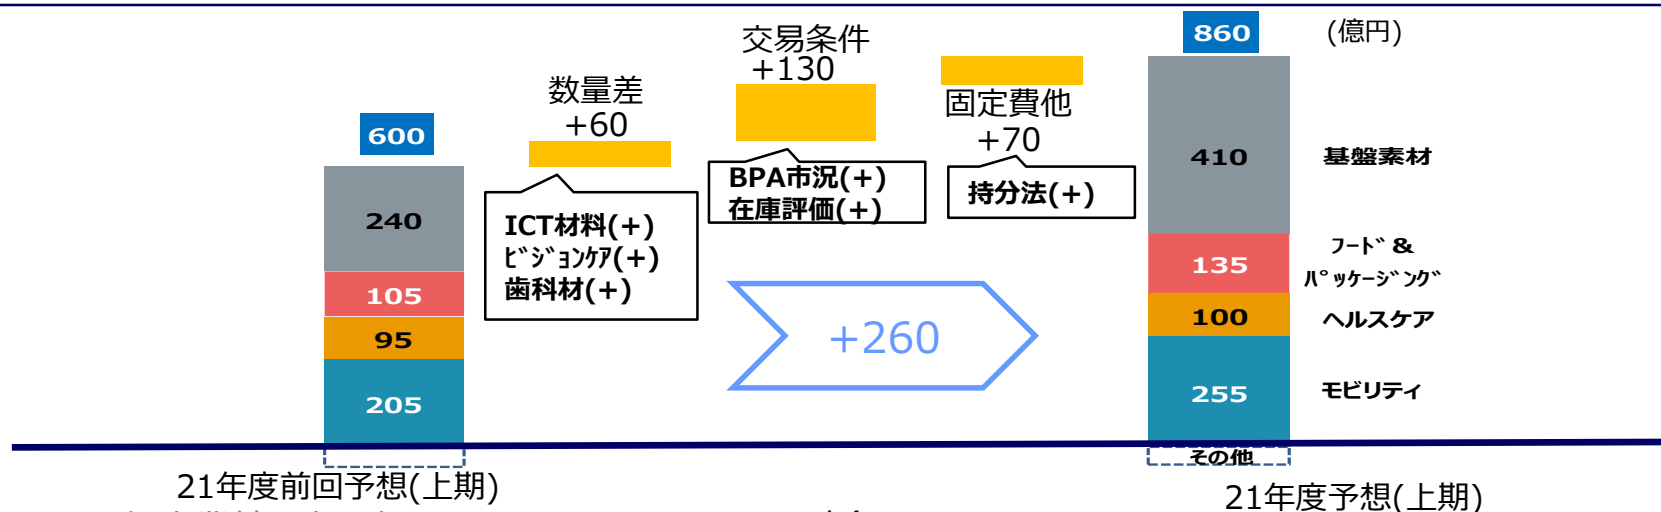 (億円)
860
交易条件
+130
数量差
+60
固定費他
+70
600
BPA市況(+)
在庫評価(+)
持分法(+)
ICT材料(+)
ﾋﾞｼﾞｮﾝｹｱ(+)
歯科材(+)
240
105
95
205
+260
410
135
100
255
基盤素材
ﾌｰﾄﾞ&
ﾊﾟｯｹｰｼﾞﾝｸﾞ
ヘルスケア
モビリティ
その他
21年度前回予想(上期)
21年度予想(上期)